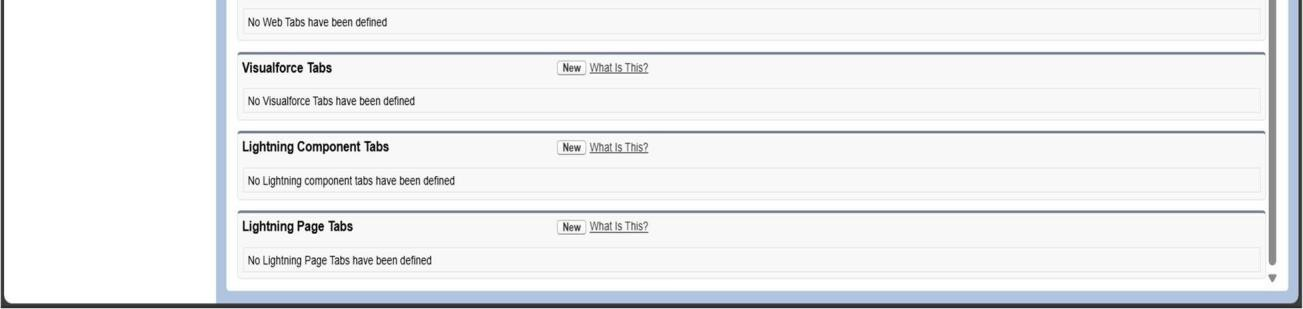 No Web Tabs have been defined
Visualforce Tabs New What Is This?
No Visualforce Tabs have been defined
Lightning Component Tabs New What Is This?
No Lightning component tabs have been defined
Lightning Page Tabs New What Is This?
No Lightning Page Tabs have been defined